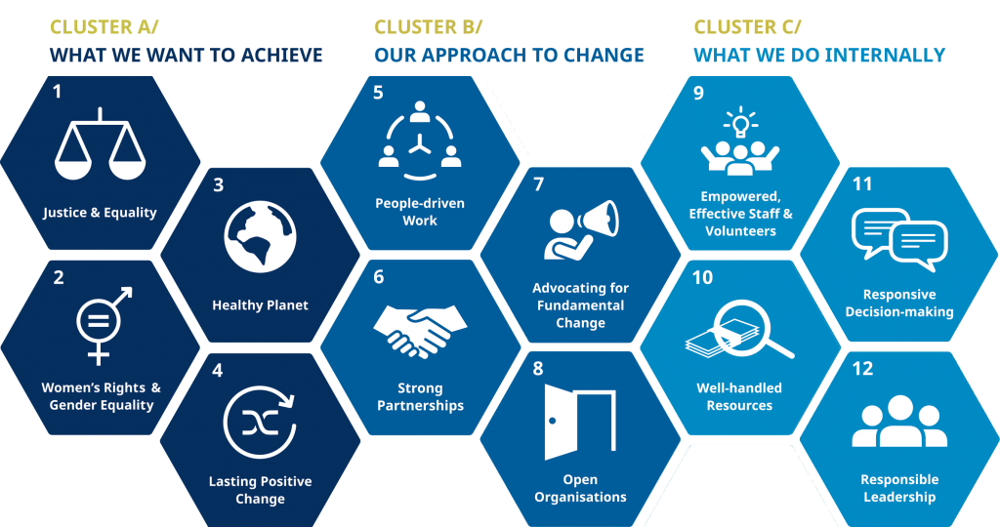 CLUSTER A/
WHAT WE WANT TO ACHIEVE
1
Justice & Equality
2
Women's Rights &
Gender Equality
3
Healthy Planet
4
Lasting Positive
Change
CLUSTER B/
OUR APPROACH TO CHANGE
5
People-driven
Work
6
Strong
Partnerships
7
Advocating for
Fundamental
Change
8
Open
Organisations
CLUSTER C/
WHAT WE DO INTERNALLY
9
Empowered,
Effective Staff &
Volunteers
10
Well-handled
Resources
11
Responsive
Decision-making
12
Responsible
Leadership